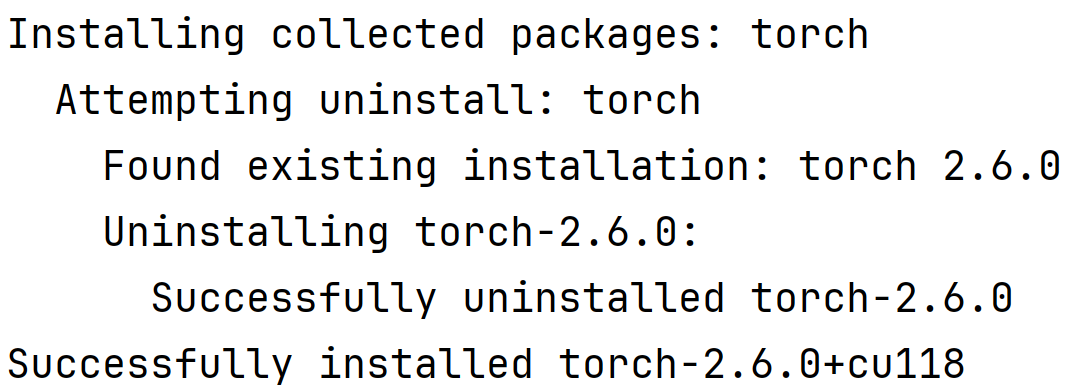 Installing collected packages: torch
  Attempting uninstall: torch
    Found existing installation: torch 2.6.0
    Uninstalling torch-2.6.0:
      Successfully uninstalled torch-2.6.0
Successfully installed torch-2.6.0+cu118